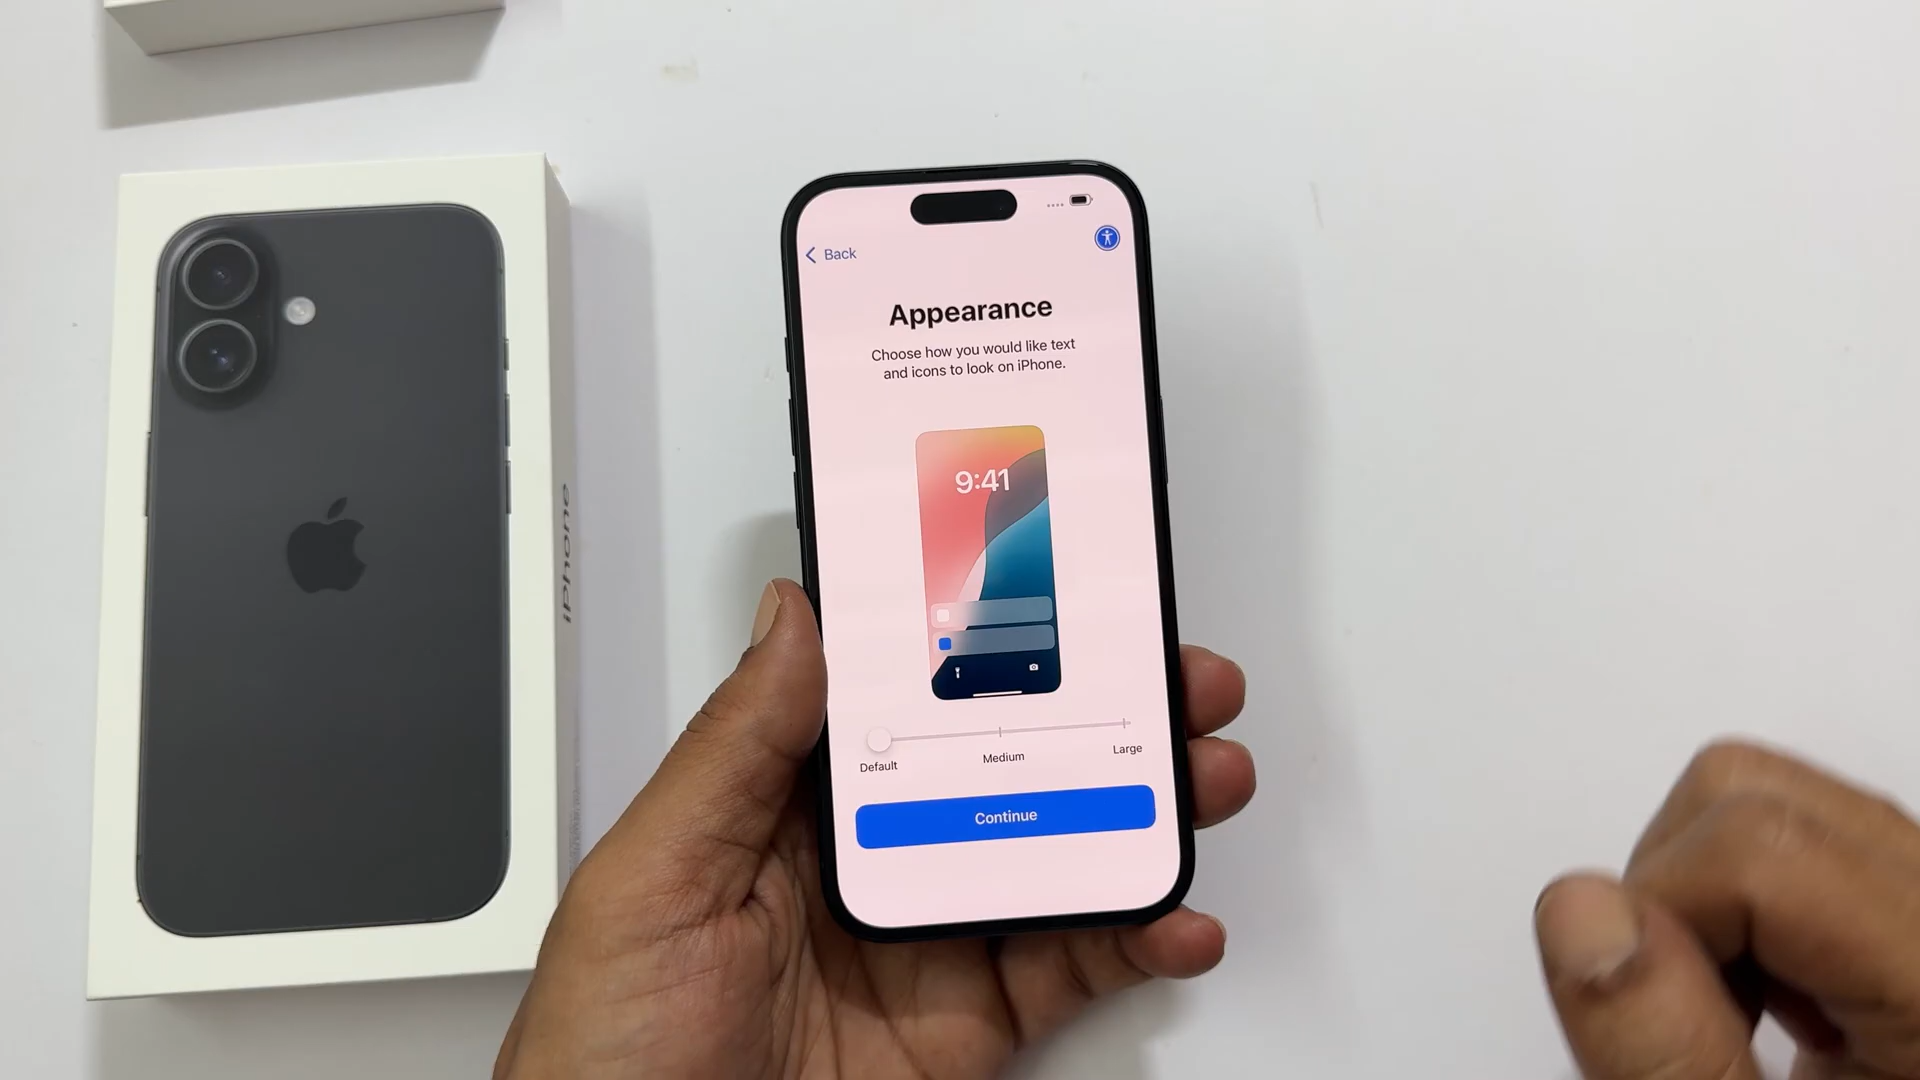 iPhone
Back
Appearance
Choose how you would like text
and icons to look on iPhone.
9:41
Default
Medium
Large
Continue